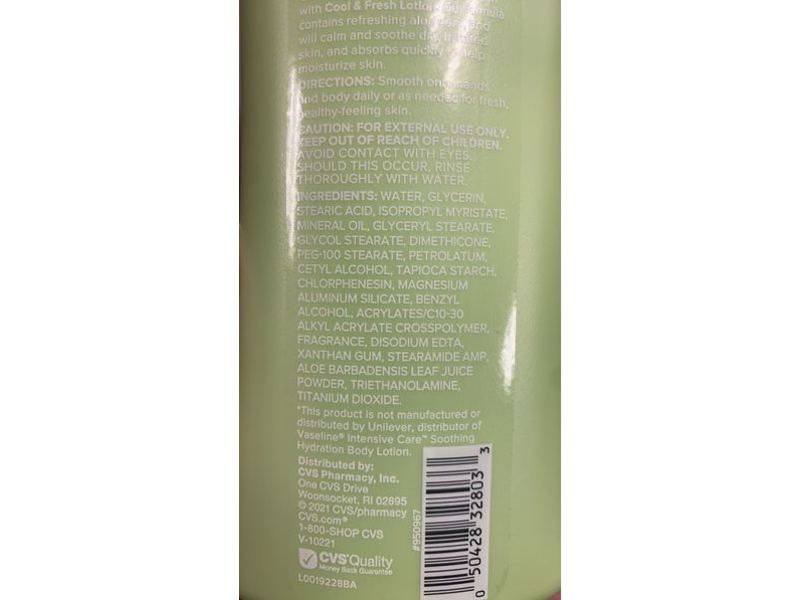 with Cool & Fresh Lotion.
contains refreshing aloe
will calm and soothe dry,
skin, and absorbs quickly to help
moisturize skin.
DIRECTIONS: Smooth on hands
and body daily or as needed for fresh,
healthy-feeling skin.
CAUTION: FOR EXTERNAL USE ONLY.
KEEP OUT OF REACH OF CHILDREN.
AVOID CONTACT WITH EYES.
SHOULD THIS OCCUR, RINSE
THOROUGHLY WITH WATER.
INGREDIENTS: WATER, GLYCERIN,
STEARIC ACID, ISOPROPYL MYRISTATE,
MINERAL OIL, GLYCERYL STEARATE,
GLYCOL STEARATE, DIMETHICONE,
PEG-100 STEARATE, PETROLATUM,
CETYL ALCOHOL, TAPIOCA STARCH,
CHLORPHENESIN, MAGNESIUM
ALUMINUM SILICATE, BENZYL
ALCOHOL, ACRYLATES/C10-30
ALKYL ACRYLATE CROSSPOLYMER,
FRAGRANCE, DISODIUM EDTA,
XANTHAN GUM, STEARAMIDE AMP,
ALOE BARBADENSIS LEAF JUICE
POWDER, TRIETHANOLAMINE,
TITANIUM DIOXIDE.
*This product is not manufactured or
distributed by Unilever, distributor of
Vaseline® Intensive Care™ Soothing
Hydration Body Lotion.
Distributed by:
CVS Pharmacy, Inc.
One CVS Drive
Woonsocket, RI 02895
© 2021 CVS/pharmacy
CVS.com®
1-800-SHOP CVS
V-10221
CVS Quality
Money Back Guarantee
L0019228BA
#950967
0 50428 32803 3